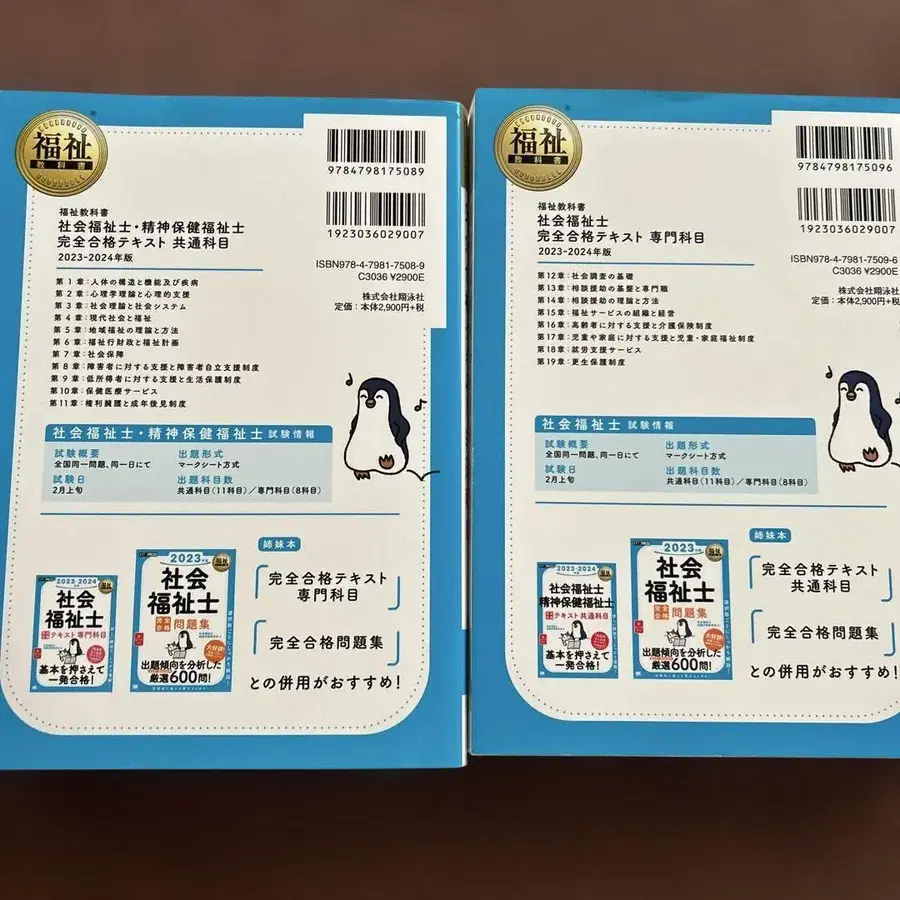 福祉
教科書
9784798175089
1923036029007
福祉教科書
社会福祉士・精神保健福祉士
完全合格テキスト 共通科目
2023-2024年版
ISBN978-4-7981-7508-9
C3036 ¥2900E
株式会社翔泳社
定価：本体2,900円+税
第1章：人体の構造と機能及び疾病
第2章：心理学理論と心理的支援
第3章：社会理論と社会システム
第4章：現代社会と福祉
第5章：地域福祉の理論と方法
第6章：福祉行財政と福祉計画
第7章：社会保障
第8章：障害者に対する支援と障害者自立支援制度
第9章：低所得者に対する支援と生活保護制度
第10章：保健医療サービス
第11章：権利擁護と成年後見制度
社会福祉士・精神保健福祉士 試験情報
試験概要
全国同一問題、同一日にて
出題形式
マークシート方式
試験日
2月上旬
出題科目数
共通科目（11科目）／専門科目（8科目）
姉妹本
完全合格テキスト
専門科目
完全合格問題集
との併用がおすすめ！
2023-2024
社会
福祉士
テキスト 専門科目
基本を押さえて
一発合格！
2023年版
社会
福祉士
完全合格
問題集
出題傾向を分析した
厳選600問！
福祉
教科書
9784798175096
1923036029007
福祉教科書
社会福祉士
完全合格テキスト 専門科目
2023-2024年版
ISBN978-4-7981-7509-6
C3036 ¥2900E
株式会社翔泳社
定価：本体2,900円+税
第12章：社会調査の基礎
第13章：相談援助の基盤と専門職
第14章：相談援助の理論と方法
第15章：福祉サービスの組織と経営
第16章：高齢者に対する支援と介護保険制度
第17章：児童や家庭に対する支援と児童・家庭福祉制度
第18章：就労支援サービス
第19章：更生保護制度
社会福祉士 試験情報
試験概要
全国同一問題、同一日にて
出題形式
マークシート方式
試験日
2月上旬
出題科目数
共通科目（11科目）／専門科目（8科目）
姉妹本
完全合格テキスト
共通科目
完全合格問題集
との併用がおすすめ！
2023-2024
社会福祉士
精神保健福祉士
テキスト 共通科目
基本を押さえて
一発合格！
2023年版
社会
福祉士
完全合格
問題集
大好評！
出題傾向を分析した
厳選600問！